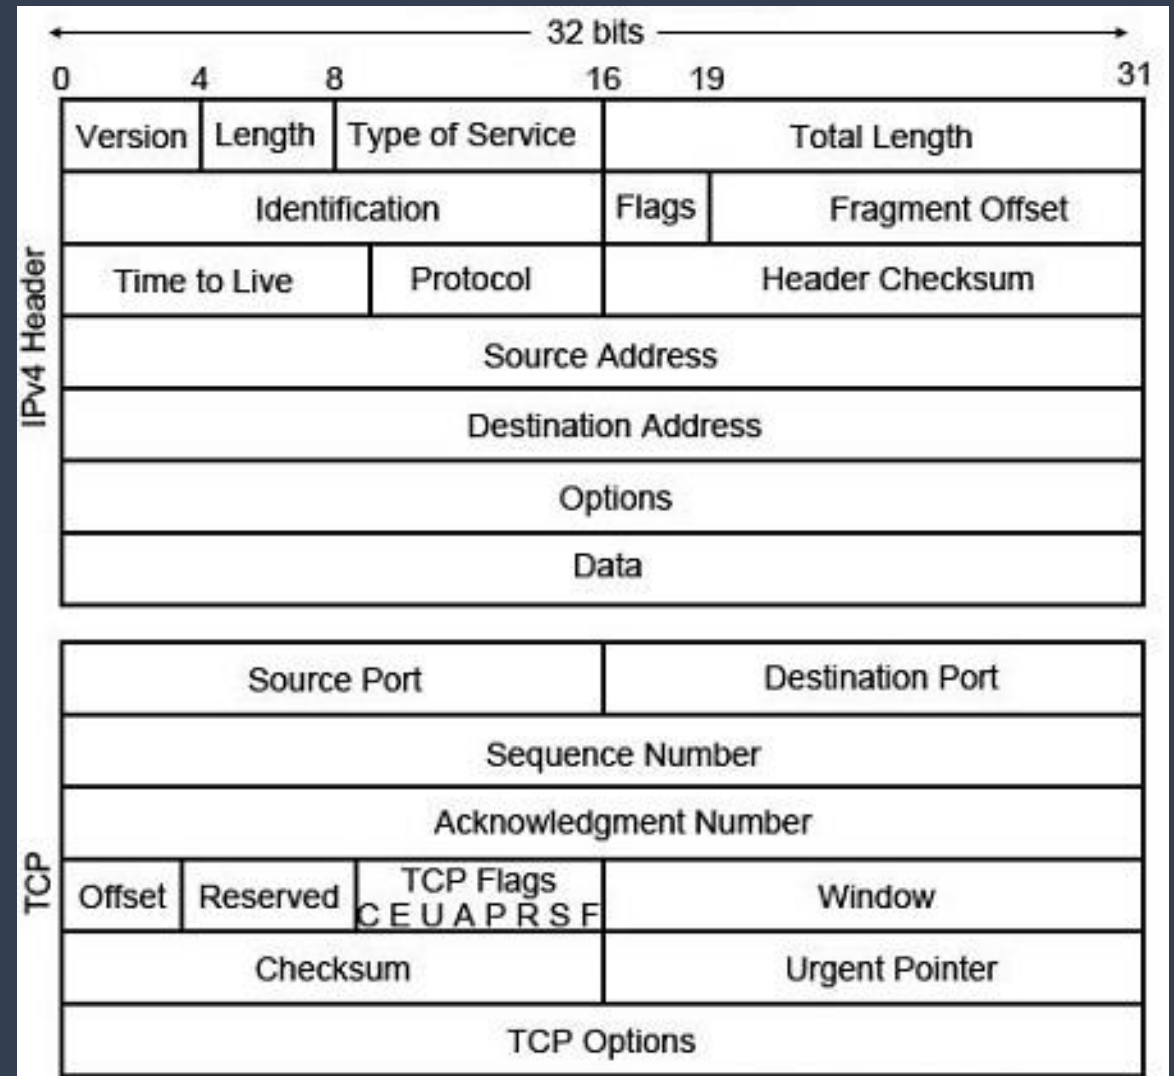 32 bits
0 4 8 16 19 31
Version Length Type of Service Total Length
Identification Flags Fragment Offset
Time to Live Protocol Header Checksum
Source Address
Destination Address
Options
Data
IPv4 Header
Source Port Destination Port
Sequence Number
Acknowledgment Number
Offset Reserved TCP Flags Window
C E U A P R S F
Checksum Urgent Pointer
TCP Options
TCP